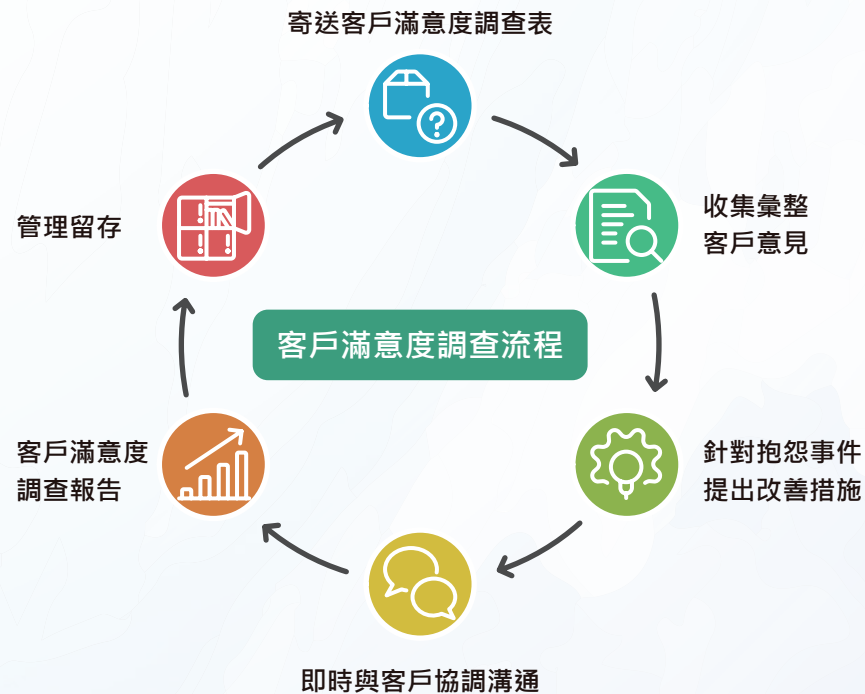 寄送客戶滿意度調查表
收集彙整
客戶意見
針對抱怨事件
提出改善措施
即時與客戶協調溝通
客戶滿意度
調查報告
管理留存
客戶滿意度調查流程